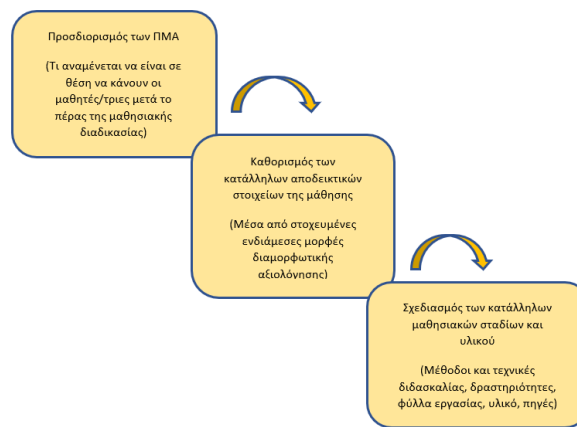 Προσδιορισμός των ΠΜΑ
(Τι αναμένεται να είναι σε
θέση να κάνουν οι
μαθητές/τριες μετά το
πέρας της μαθησιακής
διαδικασίας)
Καθορισμός των
κατάλληλων αποδεικτικών
στοιχείων της μάθησης
(Μέσα από στοχευμένες
ενδιάμεσες μορφές
διαμορφωτικής
αξιολόγησης)
Σχεδιασμός των κατάλληλων
μαθησιακών σταδίων και
υλικού
(Μέθοδοι και τεχνικές
διδασκαλίας, δραστηριότητες,
φύλλα εργασίας, υλικό, πηγές)